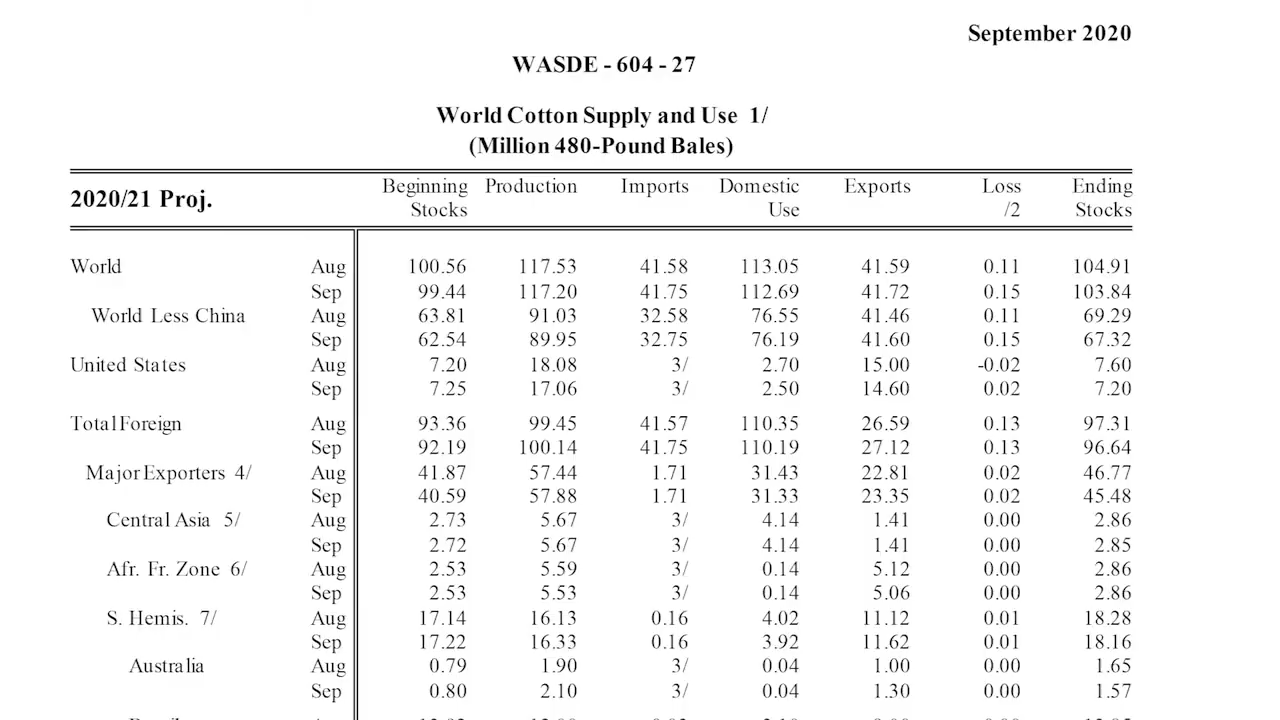 September 2020
WASDE - 604 - 27
World Cotton Supply and Use 1/
(Million 480-Pound Bales)
2020/21 Proj. Beginning Stocks Production Imports Domestic Use Exports Loss /2 Ending Stocks
World Aug 100.56 117.53 41.58 113.05 41.59 0.11 104.91
Sep 99.44 117.20 41.75 112.69 41.72 0.15 103.84
World Less China Aug 63.81 91.03 32.58 76.55 41.46 0.11 69.29
Sep 62.54 89.95 32.75 76.19 41.60 0.15 67.32
United States Aug 7.20 18.08 3/ 2.70 15.00 -0.02 7.60
Sep 7.25 17.06 3/ 2.50 14.60 0.02 7.20
Total Foreign Aug 93.36 99.45 41.57 110.35 26.59 0.13 97.31
Sep 92.19 100.14 41.75 110.19 27.12 0.13 96.64
Major Exporters 4/ Aug 41.87 57.44 1.71 31.43 22.81 0.02 46.77
Sep 40.59 57.88 1.71 31.33 23.35 0.02 45.48
Central Asia 5/ Aug 2.73 5.67 3/ 4.14 1.41 0.00 2.86
Sep 2.72 5.67 3/ 4.14 1.41 0.00 2.85
Afr. Fr. Zone 6/ Aug 2.53 5.59 3/ 0.14 5.12 0.00 2.86
Sep 2.53 5.53 3/ 0.14 5.06 0.00 2.86
S. Hemis. 7/ Aug 17.14 16.13 0.16 4.02 11.12 0.01 18.28
Sep 17.22 16.33 0.16 3.92 11.62 0.01 18.16
Australia Aug 0.79 1.90 3/ 0.04 1.00 0.00 1.65
Sep 0.80 2.10 3/ 0.04 1.30 0.00 1.57